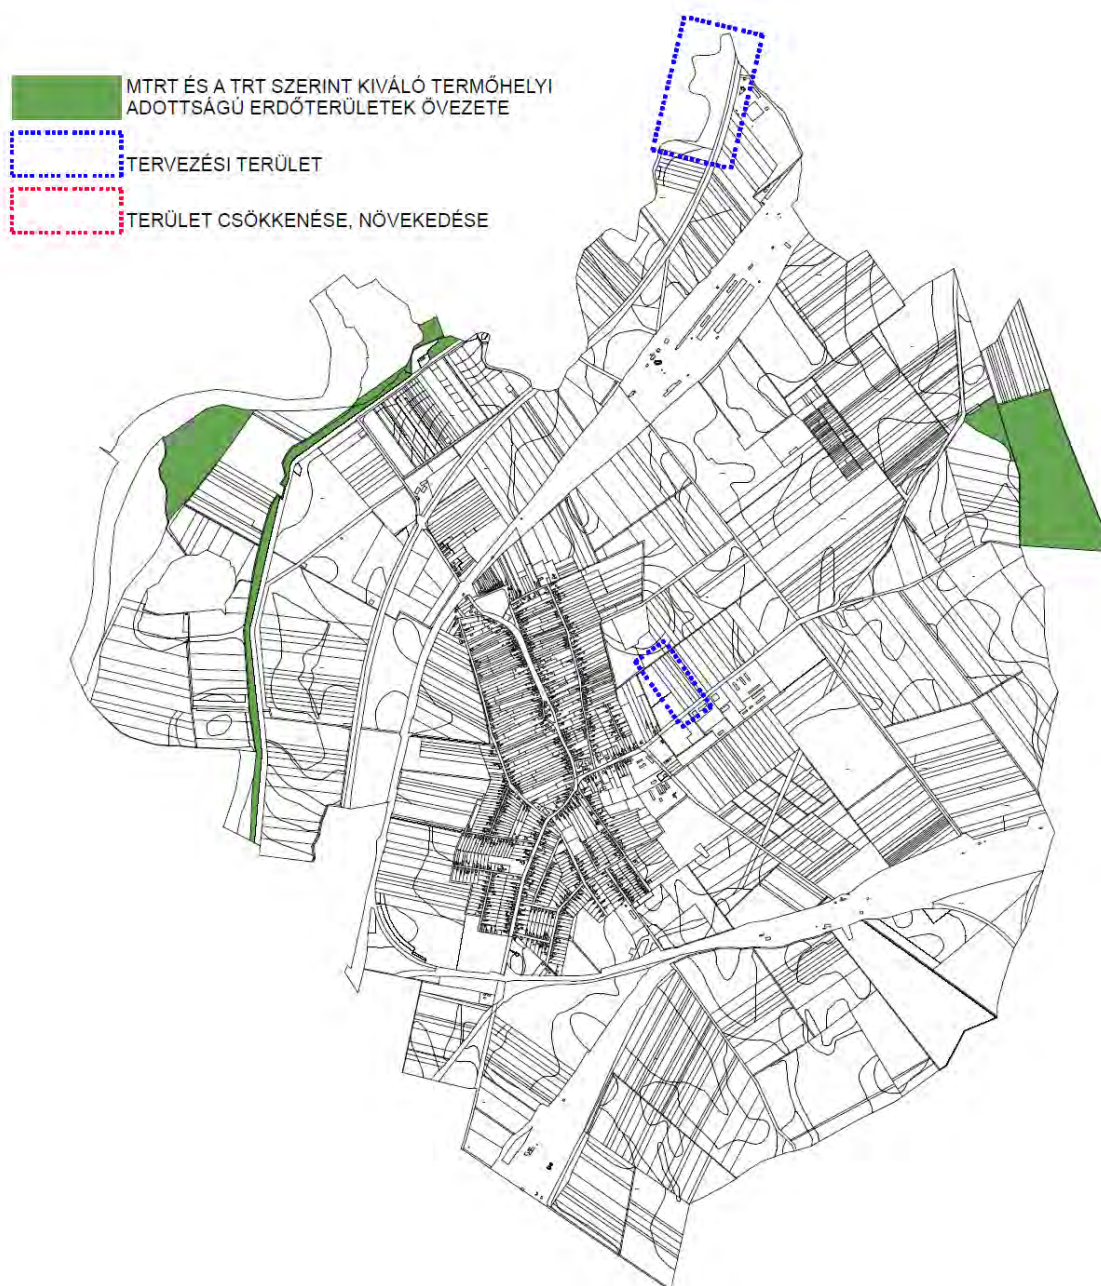 MTRT ÉS A TRT SZERINT KIVÁLÓ TERMŐHELYI
ADOTTSÁGÚ ERDŐTERÜLETEK ÖVEZETE
TERVEZÉSI TERÜLET
TERÜLET CSÖKKENÉSE, NÖVEKEDÉSE